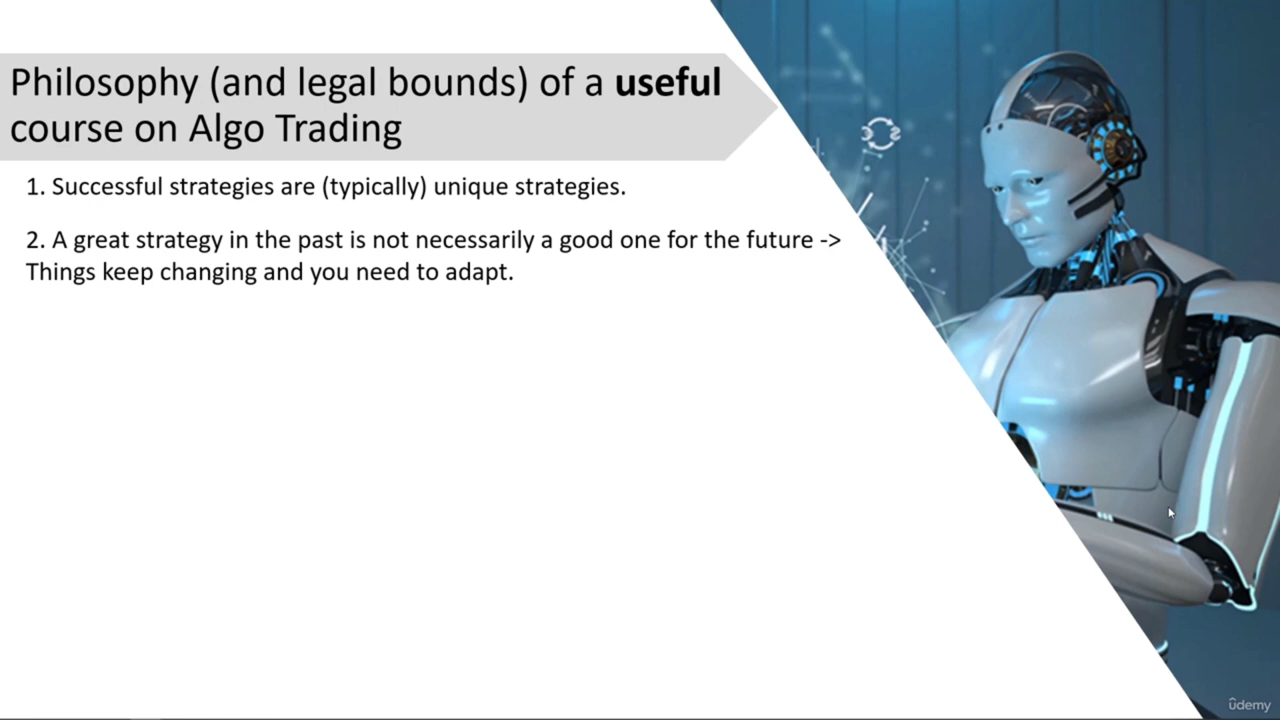 Philosophy (and legal bounds) of a useful
course on Algo Trading
1. Successful strategies are (typically) unique strategies.
2. A great strategy in the past is not necessarily a good one for the future ->
Things keep changing and you need to adapt.
ûdemy